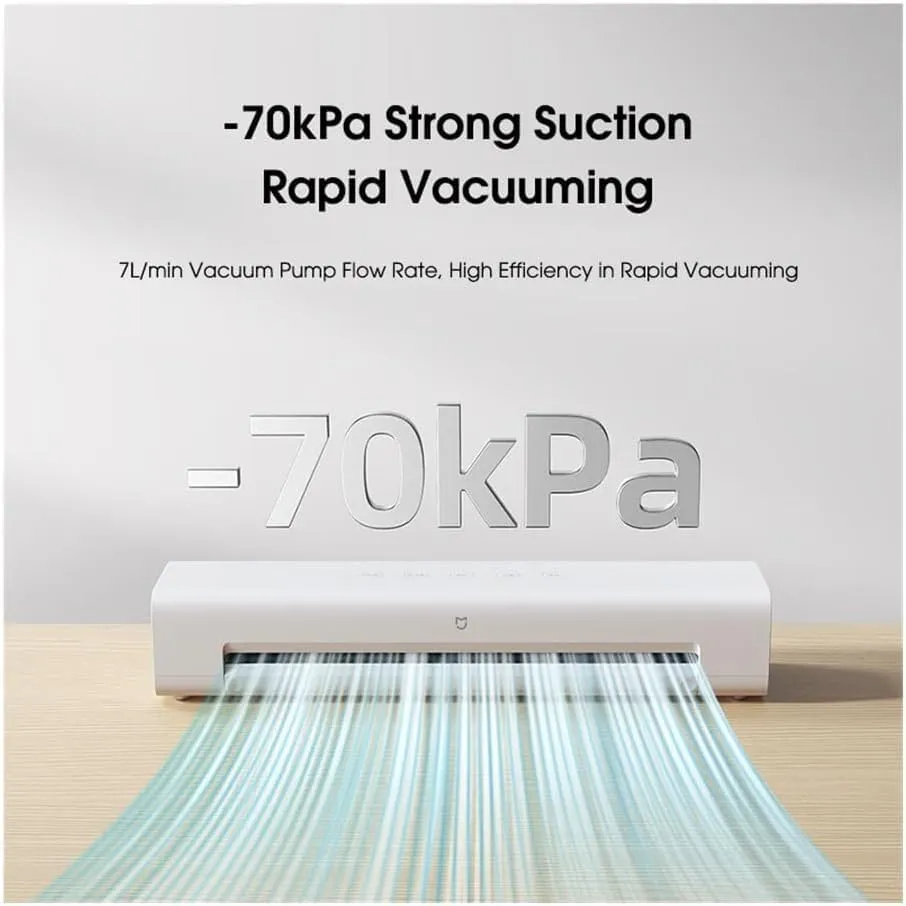 -70kPa Strong Suction
Rapid Vacuuming
7L/min Vacuum Pump Flow Rate, High Efficiency in Rapid Vacuuming
-70kPa